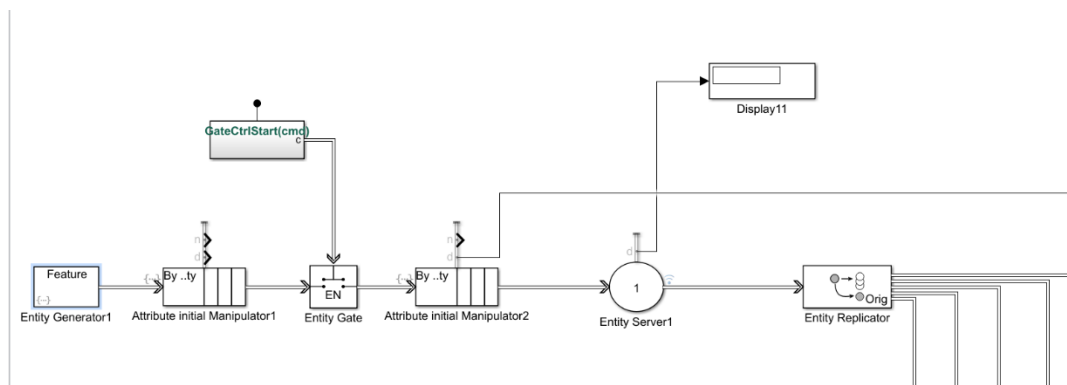 Display11
GateCtrlStart(cmd)
c
n
d
n
d
d
Feature
{...}
{...}
By ..ty
EN
{...}
By ..ty
1
Orig
Entity Generator1
Attribute initial Manipulator1
Entity Gate
Attribute initial Manipulator2
Entity Server1
Entity Replicator